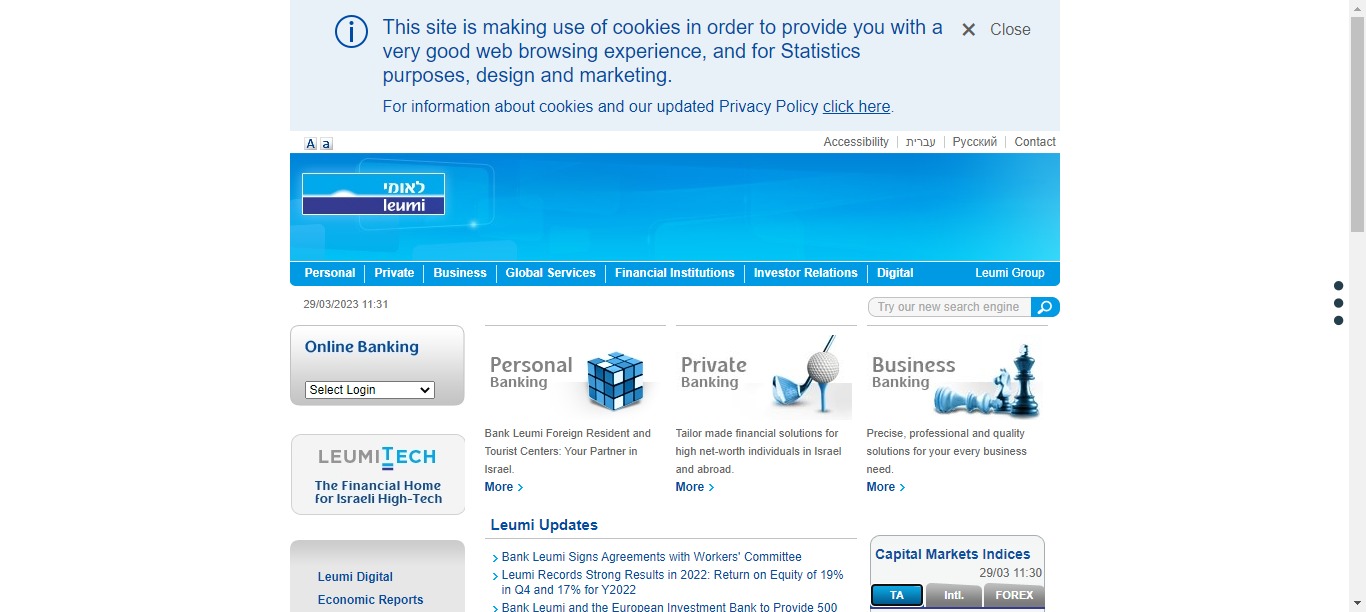 This site is making use of cookies in order to provide you with a
very good web browsing experience, and for Statistics
purposes, design and marketing.
For information about cookies and our updated Privacy Policy click here.
Close
A a
Accessibility
עברית
Русский
Contact
לאומי
leumi
Personal
Private
Business
Global Services
Financial Institutions
Investor Relations
Digital
Leumi Group
29/03/2023 11:31
Try our new search engine
Online Banking
Select Login
LEUMITECH
The Financial Home
for Israeli High-Tech
Leumi Digital
Economic Reports
Personal
Banking
Bank Leumi Foreign Resident and
Tourist Centers: Your Partner in
Israel.
More
Private
Banking
Tailor made financial solutions for
high net-worth individuals in Israel
and abroad.
More
Business
Banking
Precise, professional and quality
solutions for your every business
need.
More
Leumi Updates
Bank Leumi Signs Agreements with Workers' Committee
Leumi Records Strong Results in 2022: Return on Equity of 19%
in Q4 and 17% for Y2022
Bank Leumi and the European Investment Bank to Provide 500
Capital Markets Indices
29/03 11:30
TA
Intl.
FOREX